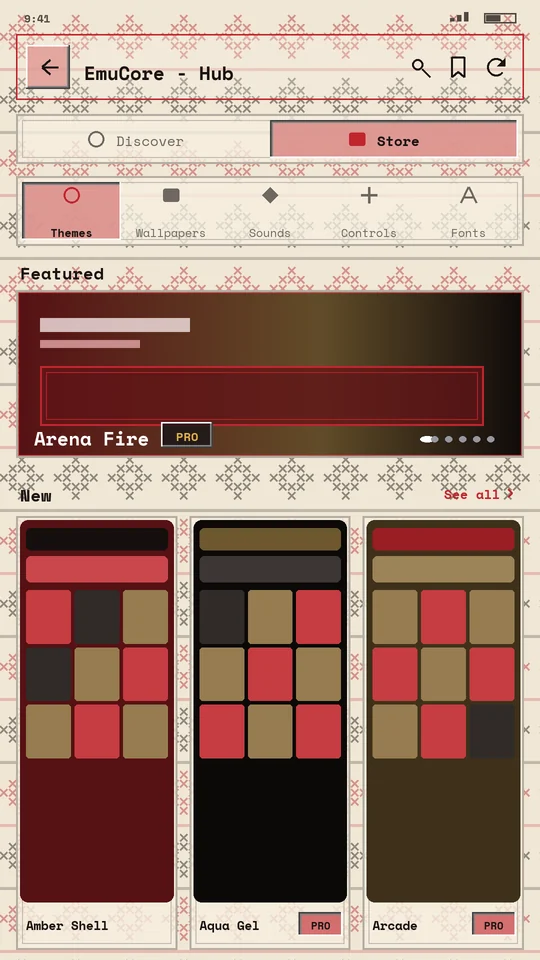 9:41
EmuCore - Hub
Discover
Store
Themes
Wallpapers
Sounds
Controls
Fonts
Featured
Arena Fire
PRO
New
See all
Amber Shell
Aqua Gel
PRO
Arcade
PRO